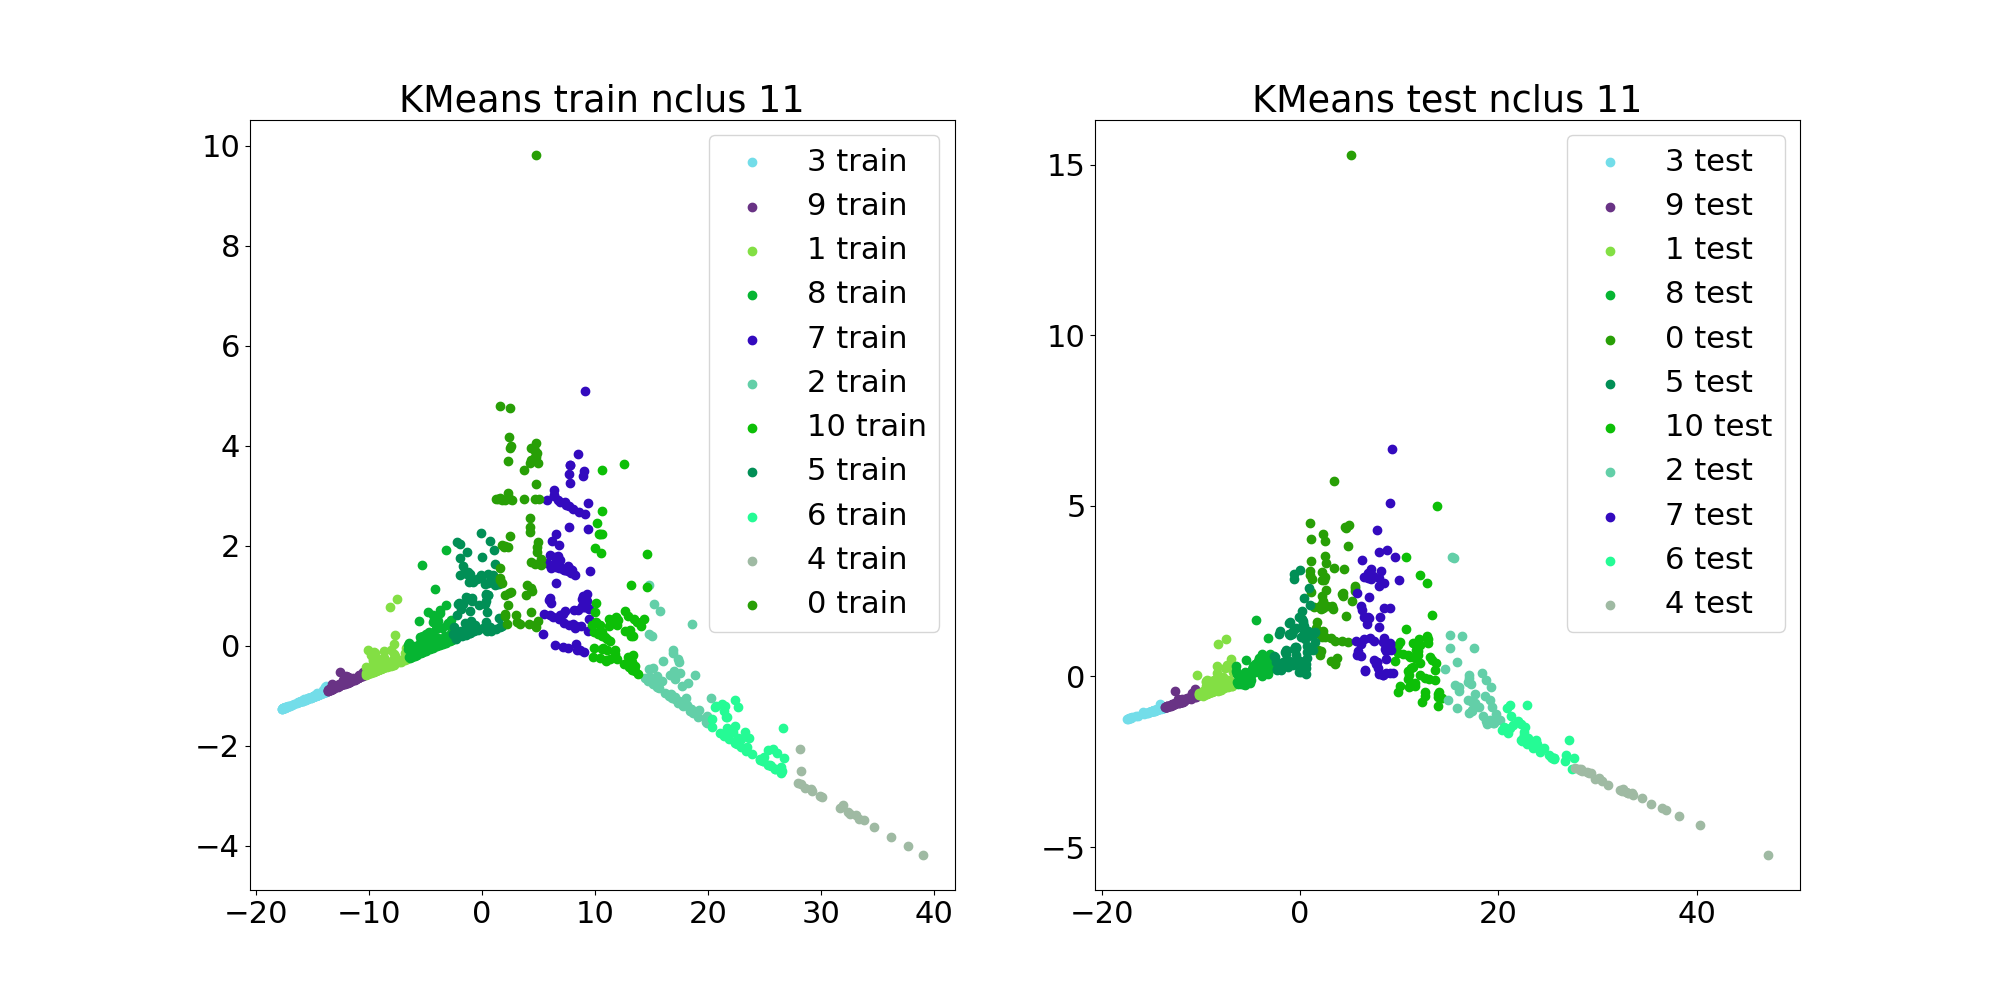 KMeans train nclus 11
10
8
6
4
2
0
−2
−4
−20
−10
0
10
20
30
40
3 train
9 train
1 train
8 train
7 train
2 train
10 train
5 train
6 train
4 train
0 train
KMeans test nclus 11
15
10
5
0
−5
−20
0
20
40
3 test
9 test
1 test
8 test
0 test
5 test
10 test
2 test
7 test
6 test
4 test